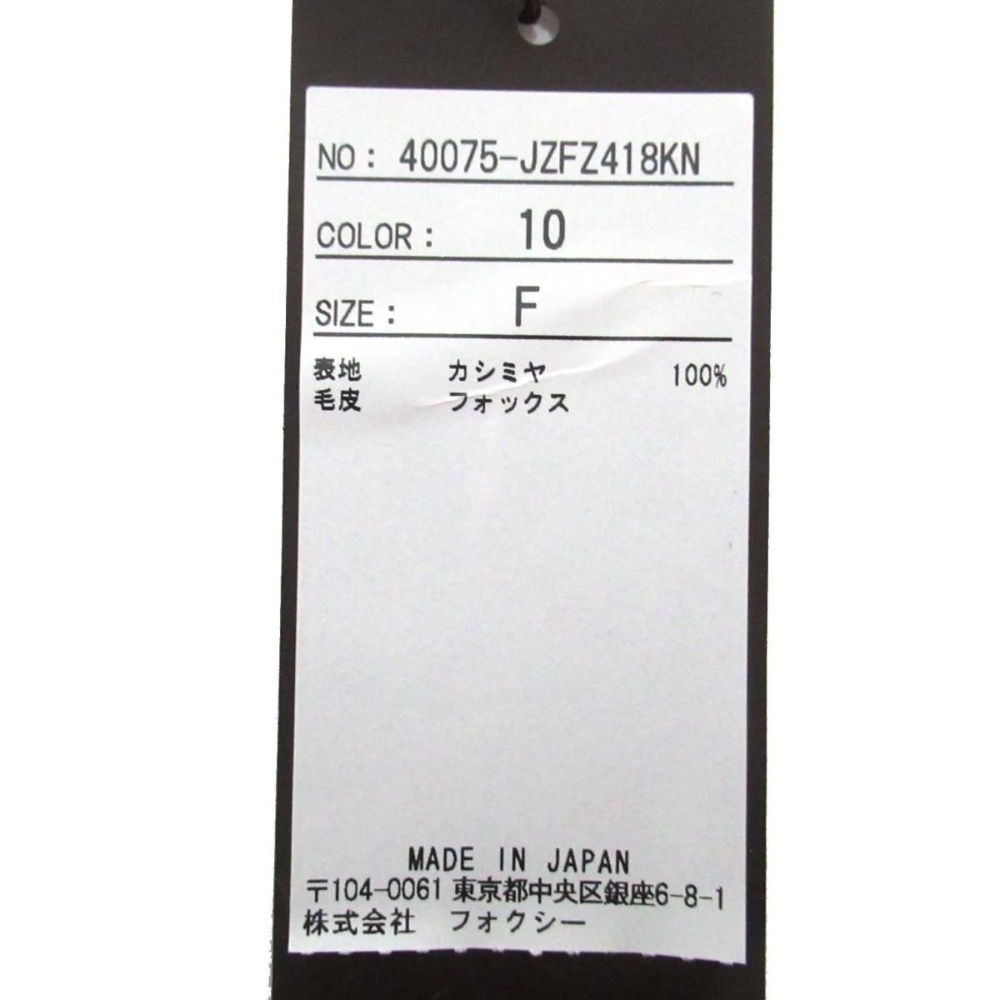 NO: 40075-JZFZ418KN
COLOR: 10
SIZE: F
表地 カシミヤ 100%
毛皮 フォックス
MADE IN JAPAN
〒104-0061 東京都中央区銀座6-8-1
株式会社 フォクシー